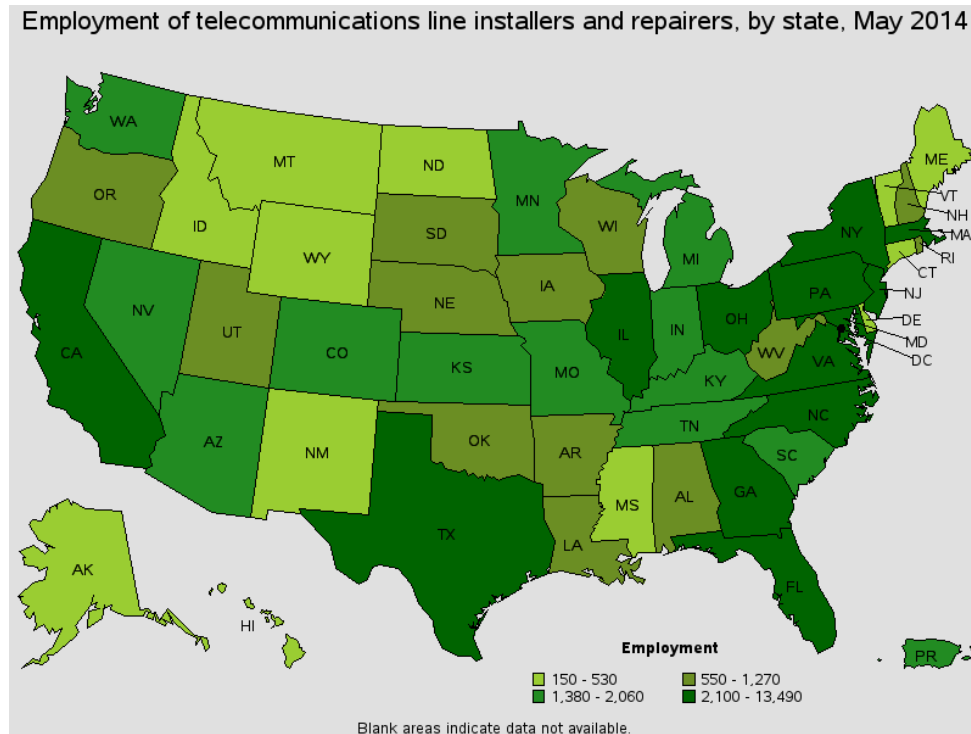 Employment of telecommunications line installers and repairers, by state, May 2014
WA
MT
ND
MN
ME
VT
NH
MA
RI
CT
OR
ID
SD
WI
MI
NY
WY
NE
IA
PA
NJ
NV
UT
CO
IL
IN
OH
DE
MD
DC
CA
KS
MO
WV
VA
KY
NC
TN
AZ
NM
OK
AR
SC
MS
AL
GA
TX
LA
FL
AK
HI
PR
Employment
150 - 530
550 - 1,270
1,380 - 2,060
2,100 - 13,490
Blank areas indicate data not available.